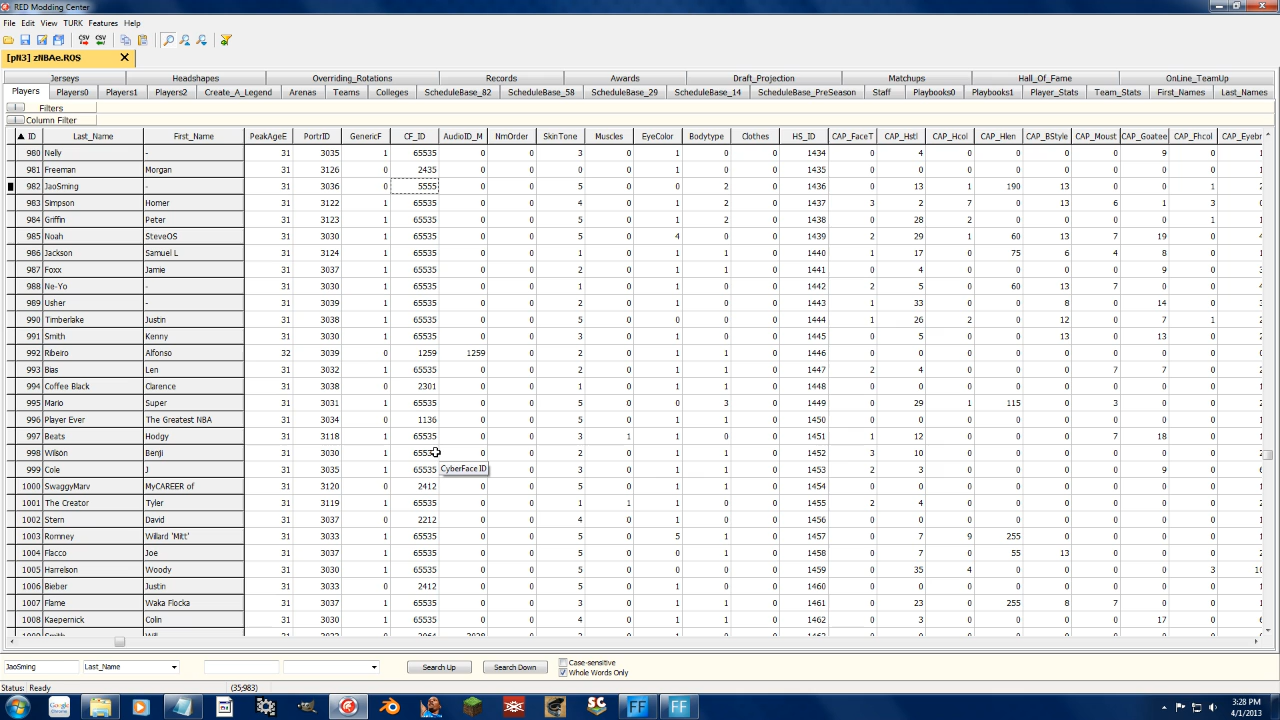 RED Modding Center
File Edit View TURK Features Help
CSV CSV
[pN3] zNBAe.ROS
Jerseys Headshapes Overriding_Rotations Records Awards Draft_Projection Matchups Hall_Of_Fame OnLine_TeamUp
Players Players0 Players1 Players2 Create_A_Legend Arenas Teams Colleges ScheduleBase_82 ScheduleBase_58 ScheduleBase_29 ScheduleBase_14 ScheduleBase_PreSeason Staff Playbooks0 Playbooks1 Player_Stats Team_Stats First_Names Last_Names
Filters
Column Filter
ID Last_Name First_Name PeakAgeE PortrID GenericF CF_ID AudioID_M NmOrder SkinTone Muscles EyeColor Bodytype Clothes HS_ID CAP_FaceT CAP_Hstl CAP_Hcol CAP_Hlen CAP_BStyle CAP_Moust CAP_Goatee CAP_Fhcol CAP_Eyebr
980 Nelly - 31 3035 1 65535 0 0 3 0 1 0 0 1434 0 4 0 0 0 0 9 0
981 Freeman Morgan 31 3126 0 2435 0 0 0 0 1 0 0 1435 0 0 0 0 0 0 0 0
982 JaoSming - 31 3036 0 5555 0 0 5 0 0 2 0 1436 0 13 1 190 13 0 0 1
983 Simpson Homer 31 3122 1 65535 0 0 4 0 1 2 0 1437 3 2 7 0 13 6 1 3
984 Griffin Peter 31 3123 1 65535 0 0 5 0 1 2 0 1438 0 28 2 0 0 0 0 1
985 Noah SteveOS 31 3030 1 65535 0 0 5 0 4 0 0 1439 2 29 1 60 13 7 19 0
986 Jackson Samuel L 31 3124 1 65535 0 0 1 0 1 1 0 1440 1 17 0 75 6 4 8 0
987 Foxx Jamie 31 3037 1 65535 0 0 2 0 1 1 0 1441 0 4 0 0 0 0 9 0
988 Ne-Yo - 31 3030 1 65535 0 0 1 0 1 1 0 1442 2 5 0 60 13 7 0 0
989 Usher - 31 3039 1 65535 0 0 2 0 1 1 0 1443 1 33 0 0 8 0 14 0
990 Timberlake Justin 31 3038 1 65535 0 0 5 0 1 1 0 1444 1 26 2 0 12 0 7 1
991 Smith Kenny 31 3030 1 65535 0 0 2 0 1 1 0 1445 0 5 0 0 13 0 13 0
992 Ribeiro Alfonso 32 3039 0 1259 1259 0 2 0 1 1 0 1446 0 0 0 0 0 0 0 0
993 Bias Len 31 3032 1 65535 0 0 2 0 1 1 0 1447 2 4 0 0 0 7 7 0
994 Coffee Black Clarence 31 3038 0 2301 0 0 1 0 1 1 0 1448 0 0 0 0 0 0 0 0
995 Mario Super 31 3031 1 65535 0 0 5 0 0 3 0 1449 0 29 1 115 0 3 0 0
996 Player Ever The Greatest NBA 31 3034 0 1136 0 0 5 0 0 1 0 1450 0 0 0 0 0 0 0 0
997 Beats Hodgy 31 3118 1 65535 0 0 3 1 1 0 0 1451 1 12 0 0 0 7 18 0
998 Wilson Benji 31 3030 1 6553 0 0 2 0 1 1 0 1452 3 10 0 0 0 0 0 0
999 Cole J 31 3035 1 65535 0 0 3 0 1 1 0 1453 2 3 0 0 0 0 9 0
CyberFace ID
1000 SwaggyMarv MyCAREER of 31 3120 0 2412 0 0 5 0 1 1 0 1454 0 0 0 0 0 0 0 0
1001 The Creator Tyler 31 3119 1 65535 0 0 1 1 1 0 0 1455 2 4 0 0 0 0 0 0
1002 Stern David 31 3037 0 2212 0 0 4 0 1 0 0 1456 0 0 0 0 0 0 0 0
1003 Romney Willard 'Mitt' 31 3033 1 65535 0 0 5 0 5 1 0 1457 0 7 9 255 0 0 0 0
1004 Flacco Joe 31 3037 1 65535 0 0 5 0 0 1 0 1458 0 7 0 55 13 0 0 0
1005 Harrelson Woody 31 3030 1 65535 0 0 5 0 0 1 0 1459 0 35 4 0 0 0 0 3 10
1006 Bieber Justin 31 3033 0 2412 0 0 5 0 1 0 0 1460 0 0 0 0 0 0 0 0
1007 Flame Waka Flocka 31 3037 1 65535 0 0 3 0 1 1 0 1461 0 23 0 255 8 7 0 0
1008 Kaepernick Colin 31 3030 1 65535 0 0 4 0 1 1 0 1462 0 3 0 0 0 0 17 0
JaoSming Last_Name Search Up Search Down Case-sensitive
Whole Words Only
Status: Ready (35;983)
Google chrome SC FF FF 3:28 PM
4/1/2013